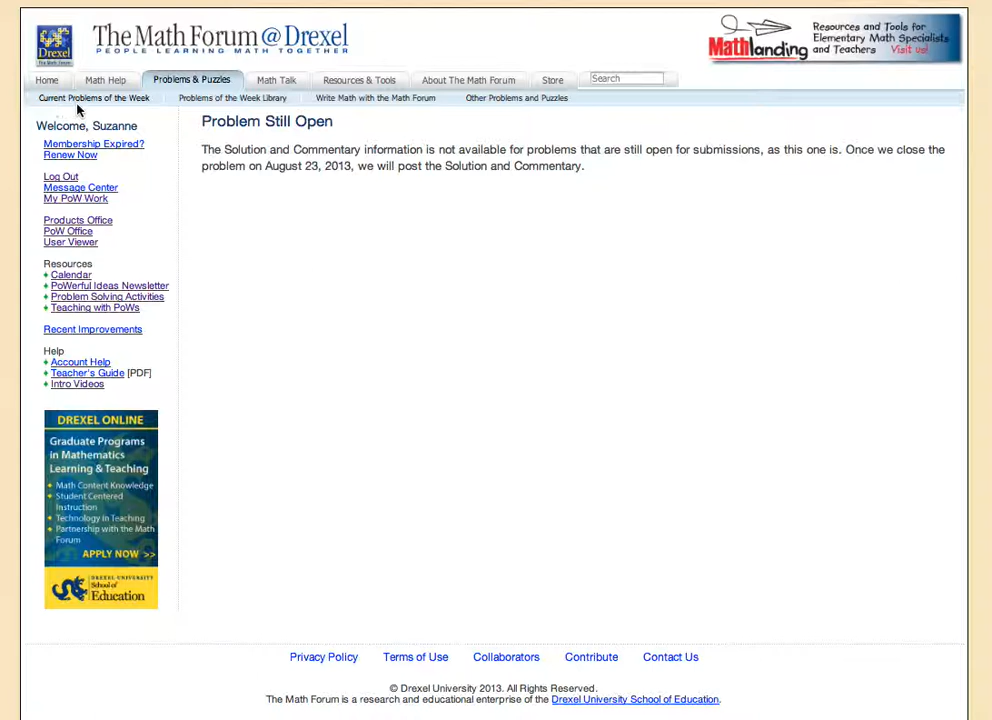 Drexel
The Math Forum @ Drexel
PEOPLE LEARNING MATH TOGETHER
Mathlanding
Resources and Tools for
Elementary Math Specialists
and Teachers Visit us!
Home
Math Help
Problems & Puzzles
Math Talk
Resources & Tools
About The Math Forum
Store
Search
Current Problems of the Week
Problems of the Week Library
Write Math with the Math Forum
Other Problems and Puzzles
Welcome, Suzanne
Membership Expired?
Renew Now
Log Out
Message Center
My PoW Work
Products Office
PoW Office
User Viewer
Resources
Calendar
PoWerful Ideas Newsletter
Problem Solving Activities
Teaching with PoWs
Recent Improvements
Help
Account Help
Teacher's Guide [PDF]
Intro Videos
DREXEL ONLINE
Graduate Programs
in Mathematics
Learning & Teaching
• Math Content Knowledge
• Student Centered
Instruction
• Technology in Teaching
• Partnership with the Math
Forum
APPLY NOW >>
DREXEL UNIVERSITY
School of
Education
Problem Still Open
The Solution and Commentary information is not available for problems that are still open for submissions, as this one is. Once we close the
problem on August 23, 2013, we will post the Solution and Commentary.
Privacy Policy
Terms of Use
Collaborators
Contribute
Contact Us
© Drexel University 2013. All Rights Reserved.
The Math Forum is a research and educational enterprise of the Drexel University School of Education.